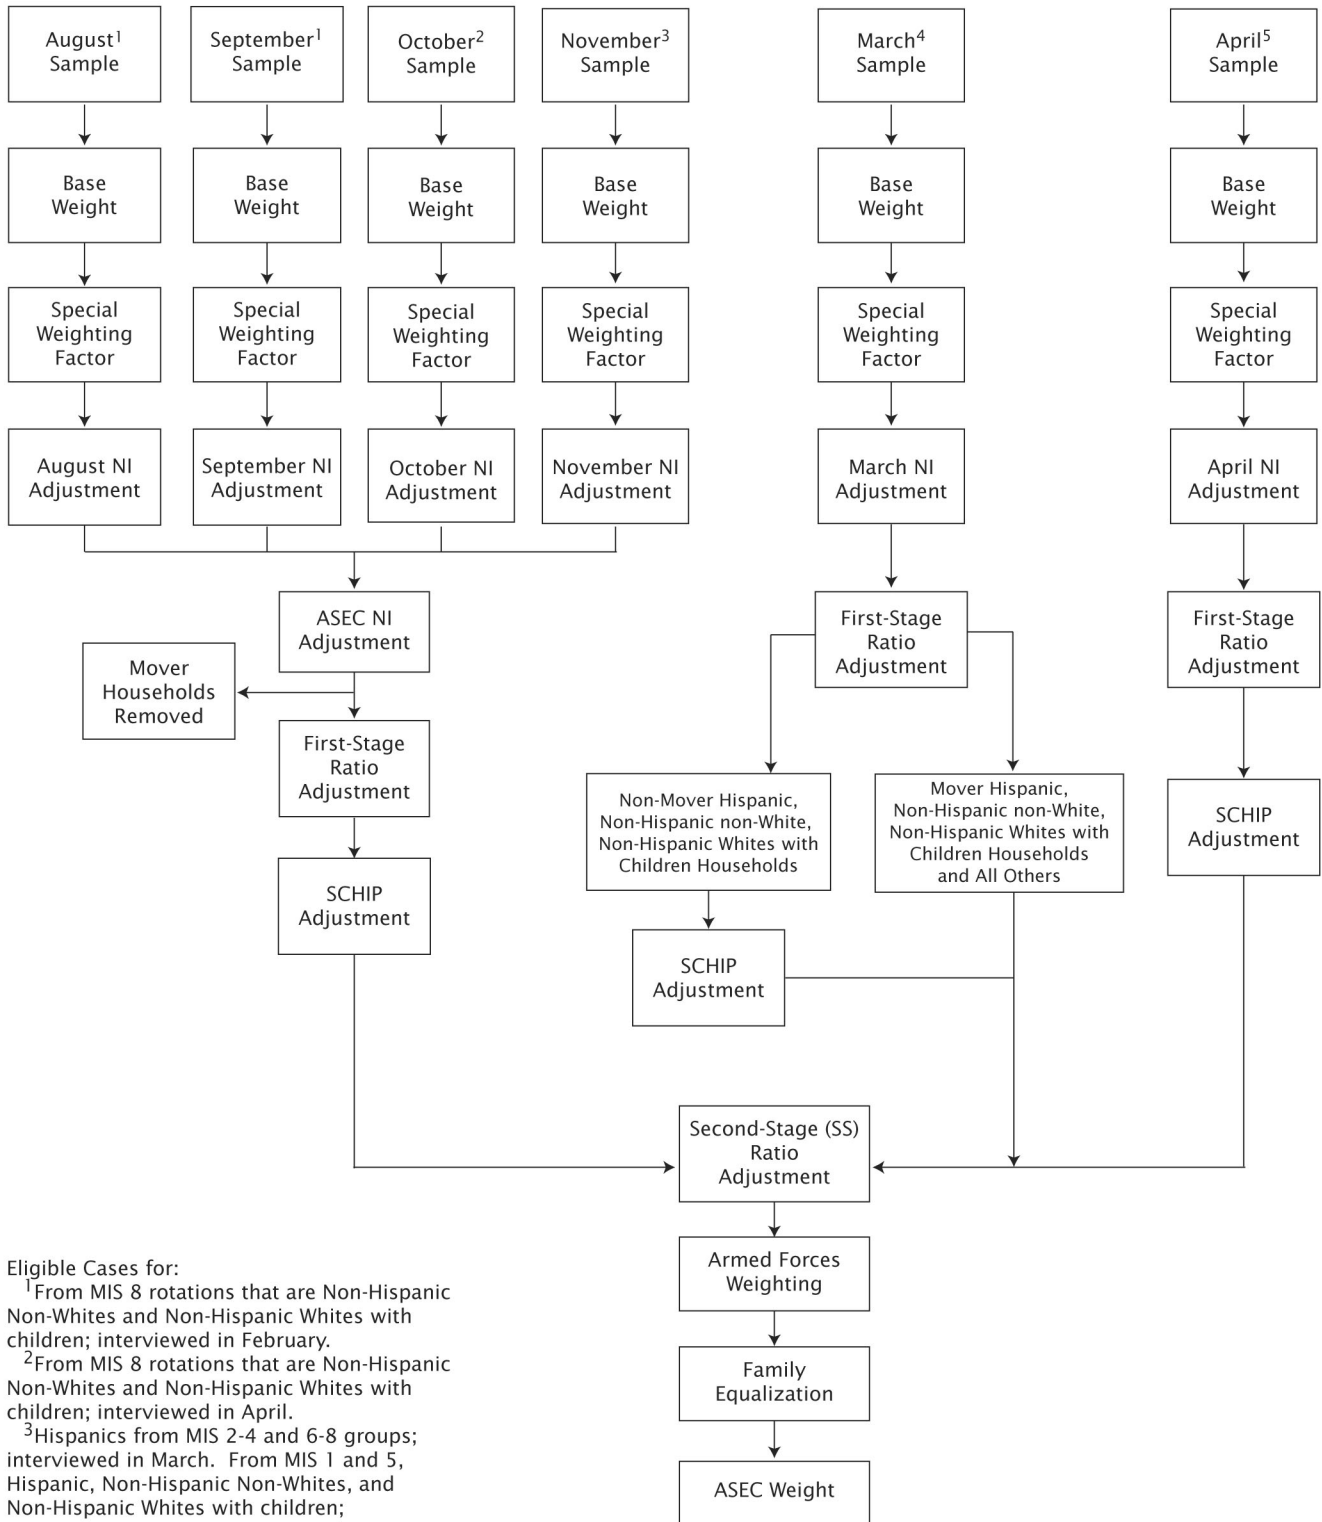 August1
Sample
September1
Sample
October2
Sample
November3
Sample
March4
Sample
April5
Sample
Base
Weight
Base
Weight
Base
Weight
Base
Weight
Base
Weight
Base
Weight
Special
Weighting
Factor
Special
Weighting
Factor
Special
Weighting
Factor
Special
Weighting
Factor
Special
Weighting
Factor
Special
Weighting
Factor
August NI
Adjustment
September NI
Adjustment
October NI
Adjustment
November NI
Adjustment
March NI
Adjustment
April NI
Adjustment
ASEC NI
Adjustment
Mover
Households
Removed
First-Stage
Ratio
Adjustment
SCHIP
Adjustment
First-Stage
Ratio
Adjustment
Non-Mover Hispanic,
Non-Hispanic non-White,
Non-Hispanic Whites with
Children Households
Mover Hispanic,
Non-Hispanic non-White,
Non-Hispanic Whites with
Children Households
and All Others
SCHIP
Adjustment
First-Stage
Ratio
Adjustment
SCHIP
Adjustment
Second-Stage (SS)
Ratio
Adjustment
Armed Forces
Weighting
Family
Equalization
ASEC Weight
Eligible Cases for:
1From MIS 8 rotations that are Non-Hispanic
Non-Whites and Non-Hispanic Whites with
children; interviewed in February.
2From MIS 8 rotations that are Non-Hispanic
Non-Whites and Non-Hispanic Whites with
children; interviewed in April.
3Hispanics from MIS 2-4 and 6-8 groups;
interviewed in March. From MIS 1 and 5,
Hispanic, Non-Hispanic Non-Whites, and
Non-Hispanic Whites with children;